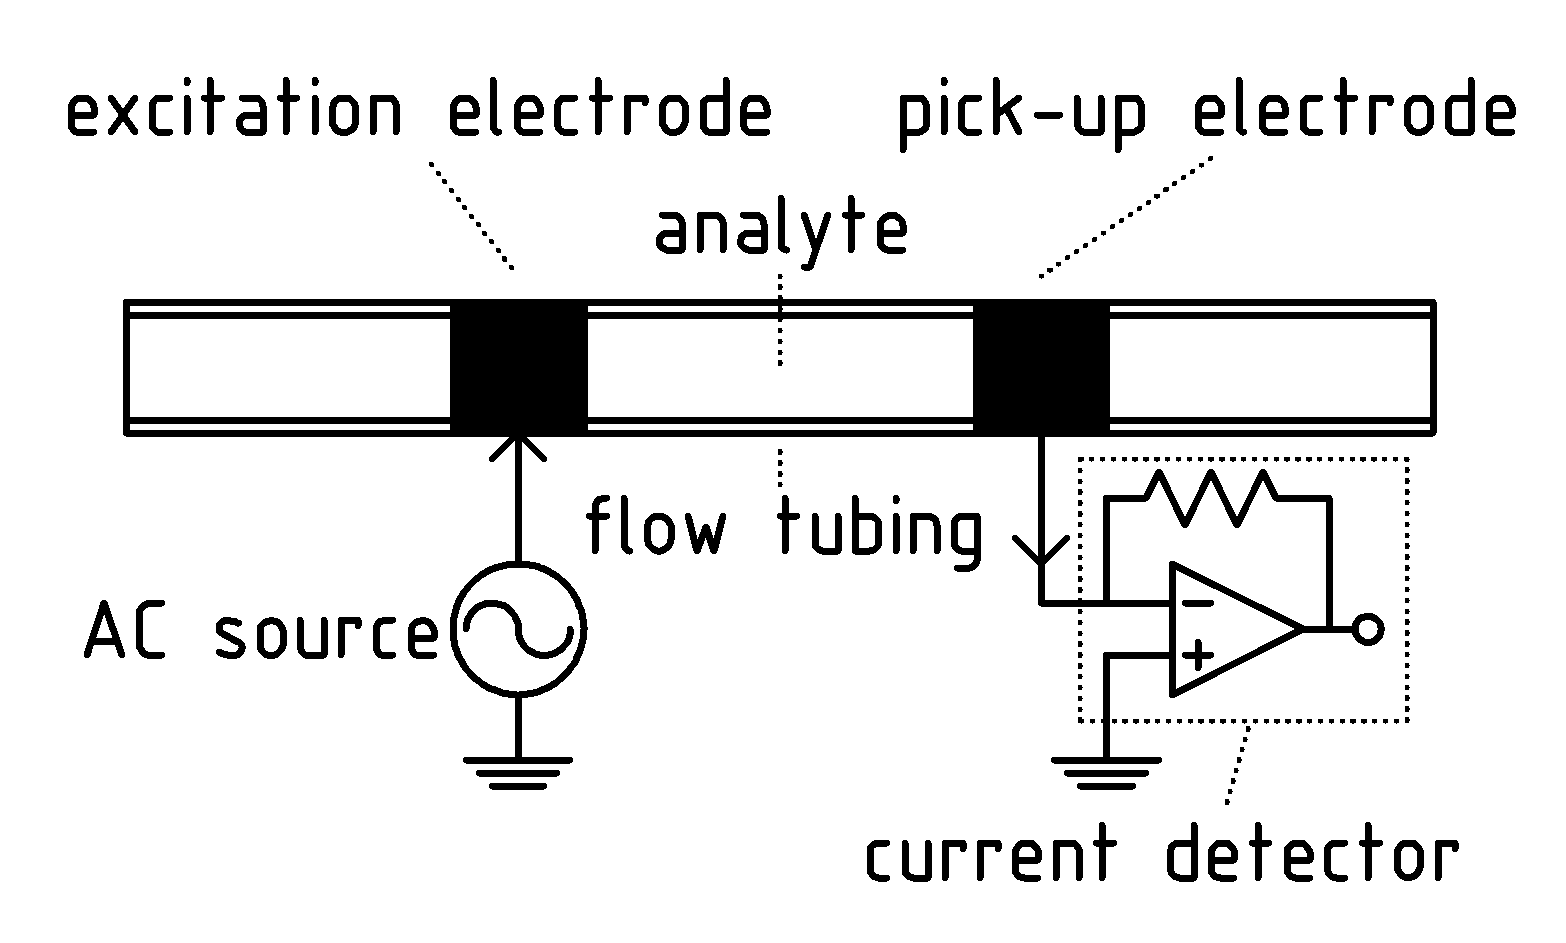 excitation electrode
pick-up electrode
analyte
flow tubing
AC source
−
+
current detector